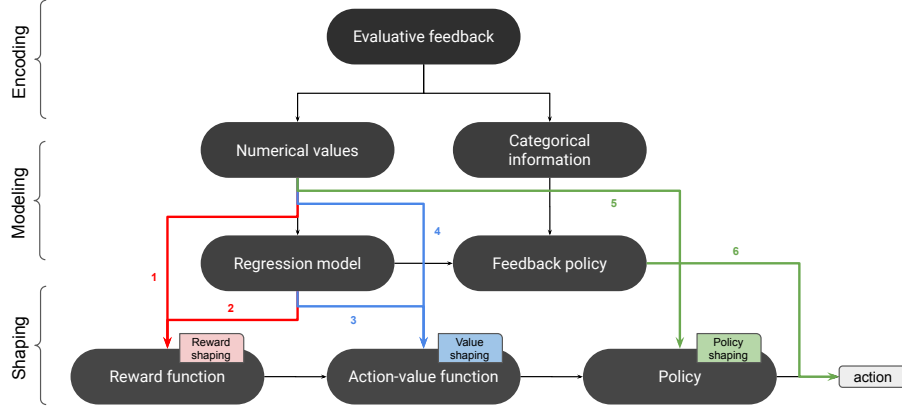 Encoding
Evaluative feedback
Modeling
Numerical values
Categorical
information
5
4
6
Regression model
Feedback policy
1
2
3
Shaping
Reward
shaping
Value
shaping
Policy
shaping
Reward function
Action-value function
Policy
action